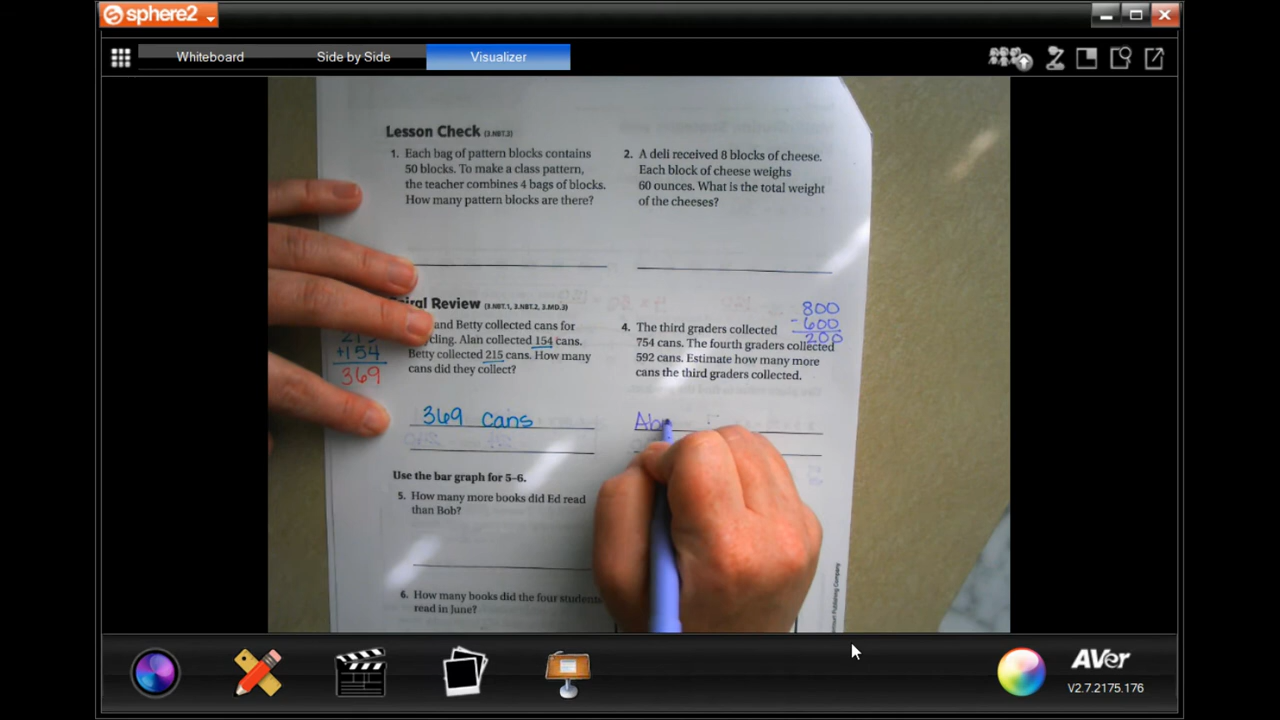 sphere2
Whiteboard
Side by Side
Visualizer
Lesson Check (3.NBT.3)
1. Each bag of pattern blocks contains
50 blocks. To make a class pattern,
the teacher combines 4 bags of blocks.
How many pattern blocks are there?
2. A deli received 8 blocks of cheese.
Each block of cheese weighs
60 ounces. What is the total weight
of the cheeses?
Review (3.NBT.1, 3.NBT.2, 3.MD.3)
and Betty collected cans for
Alan collected 154 cans.
Betty collected 215 cans. How many
cans did they collect?
+154
369
369 cans
4. The third graders collected
754 cans. The fourth graders collected
592 cans. Estimate how many more
cans the third graders collected.
800
-600
200
Use the bar graph for 5–6.
5. How many more books did Ed read
than Bob?
6. How many books did the four students
read in June?
Publishing Company
AVer
V2.7.2175.176